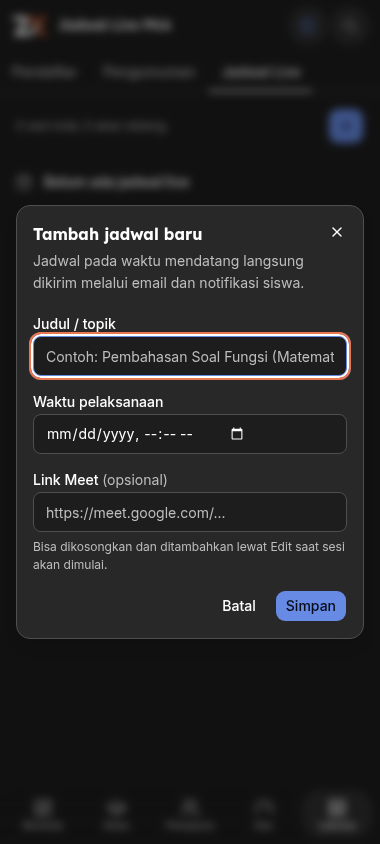 Jadwal Live
Tambah jadwal baru
Jadwal pada waktu mendatang langsung
dikirim melalui email dan notifikasi siswa.
Judul / topik
Contoh: Pembahasan Soal Fungsi (Matemat
Waktu pelaksanaan
mm/dd/yyyy, --:-- --
Link Meet (opsional)
https://meet.google.com/...
Bisa dikosongkan dan ditambahkan lewat Edit saat sesi
akan dimulai.
Batal
Simpan